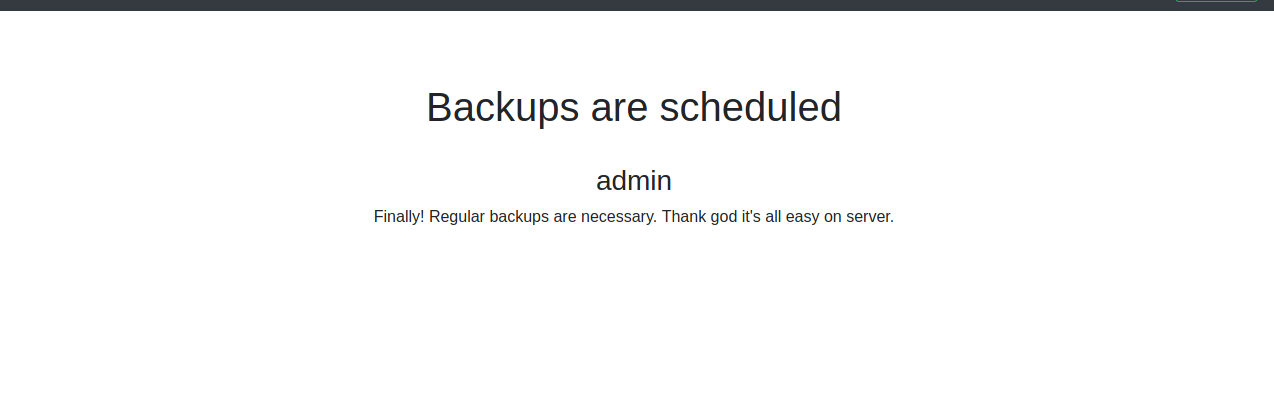 Backups are scheduled
admin
Finally! Regular backups are necessary. Thank god it's all easy on server.